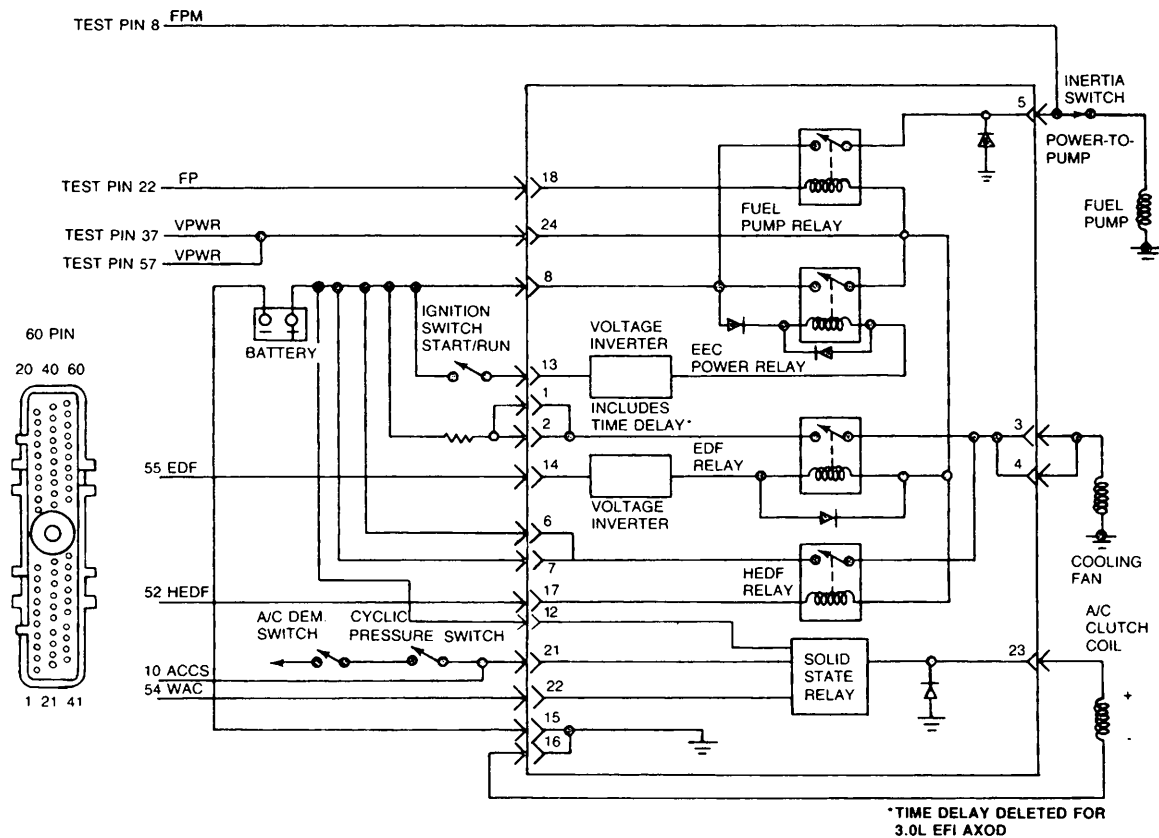 TEST PIN 8 FPM
5
INERTIA
SWITCH
POWER-TO-
PUMP
TEST PIN 22 FP
18
FUEL
PUMP RELAY
FUEL
PUMP
TEST PIN 37 VPWR
24
TEST PIN 57 VPWR
8
- +
BATTERY
IGNITION
SWITCH
START/RUN
VOLTAGE
INVERTER
EEC
POWER RELAY
13
INCLUDES
TIME DELAY*
60 PIN
20 40 60
1
2
3
4
EDF
RELAY
55 EDF
14
VOLTAGE
INVERTER
6
7
COOLING
FAN
HEDF
RELAY
52 HEDF
17
12
A/C DEM.
SWITCH
CYCLIC
PRESSURE SWITCH
A/C
CLUTCH
COIL
21
SOLID
STATE
RELAY
23
10 ACCS
54 WAC
22
+
-
1 21 41
15
16
*TIME DELAY DELETED FOR
3.0L EFI AXOD